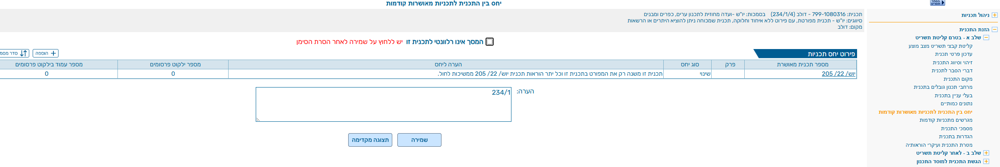 יחס בין התכנית לתכניות מאושרות קודמות
הסתר
תפריט
תכנית: 799-1080316 - דולב (234/1/4) בסמכות: יו"ש -ועדה מחוזית לתכנון ערים, כפרים ומבנים
סיווגים: יו"ש - תכנית מפורטת, עם פירוט ללא איחוד וחלוקה, תכנית שמכוחה ניתן להוציא היתרים או הרשאות
מקום: דולב
ניהול תכניות
הזנת התכנית
שלב א - בטרם קליטת תשריט
קליטת קבצי תשריט מצב מוצע
עדכון פרטי תכנית
זיהוי וסיווג התכנית
דברי הסבר לתכנית
מקום התכנית
מרחבי תכנון גובלים בתכנית
בעלי עניין בתכנית
נתונים כמותיים
יחס בין התכנית לתכניות מאושרות קודמות
מגרשים מתכניות קודמות
מסמכי התכנית
הגדרות בתכנית
מטרת התכנית ועיקרי הוראותיה
שלב ב - לאחר קליטת תשריט
הגשת התכנית למוסד התכנון
המסך אינו רלוונטי לתכנית זו יש ללחוץ על שמירה לאחר הסרת הסימן
הוספה סדר מסמ
פירוט יחס תכניות
מספר תכנית מאושרת פרק סוג יחס הערה ליחס מספר ילקוט פרסומים מספר עמוד בילקוט פרסומים
יוש/ 22/ 205 שינוי תכנית זו משנה רק את המפורט בתכנית זו וכל יתר הוראות תכנית יוש/ 22/ 205 ממשיכות לחול. 0 0
הערה: 234/1
שמירה תצוגה מקדימה